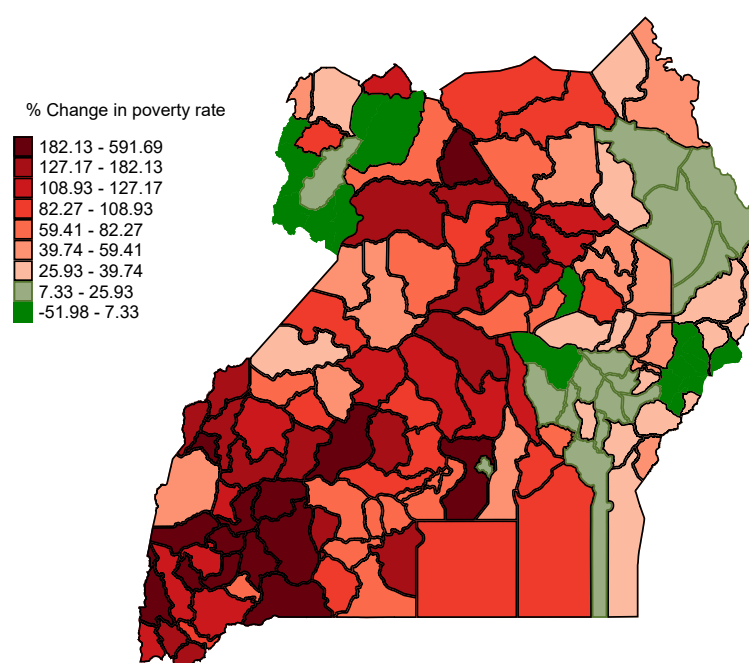 % Change in poverty rate
182.13 - 591.69
127.17 - 182.13
108.93 - 127.17
82.27 - 108.93
59.41 - 82.27
39.74 - 59.41
25.93 - 39.74
7.33 - 25.93
-51.98 - 7.33